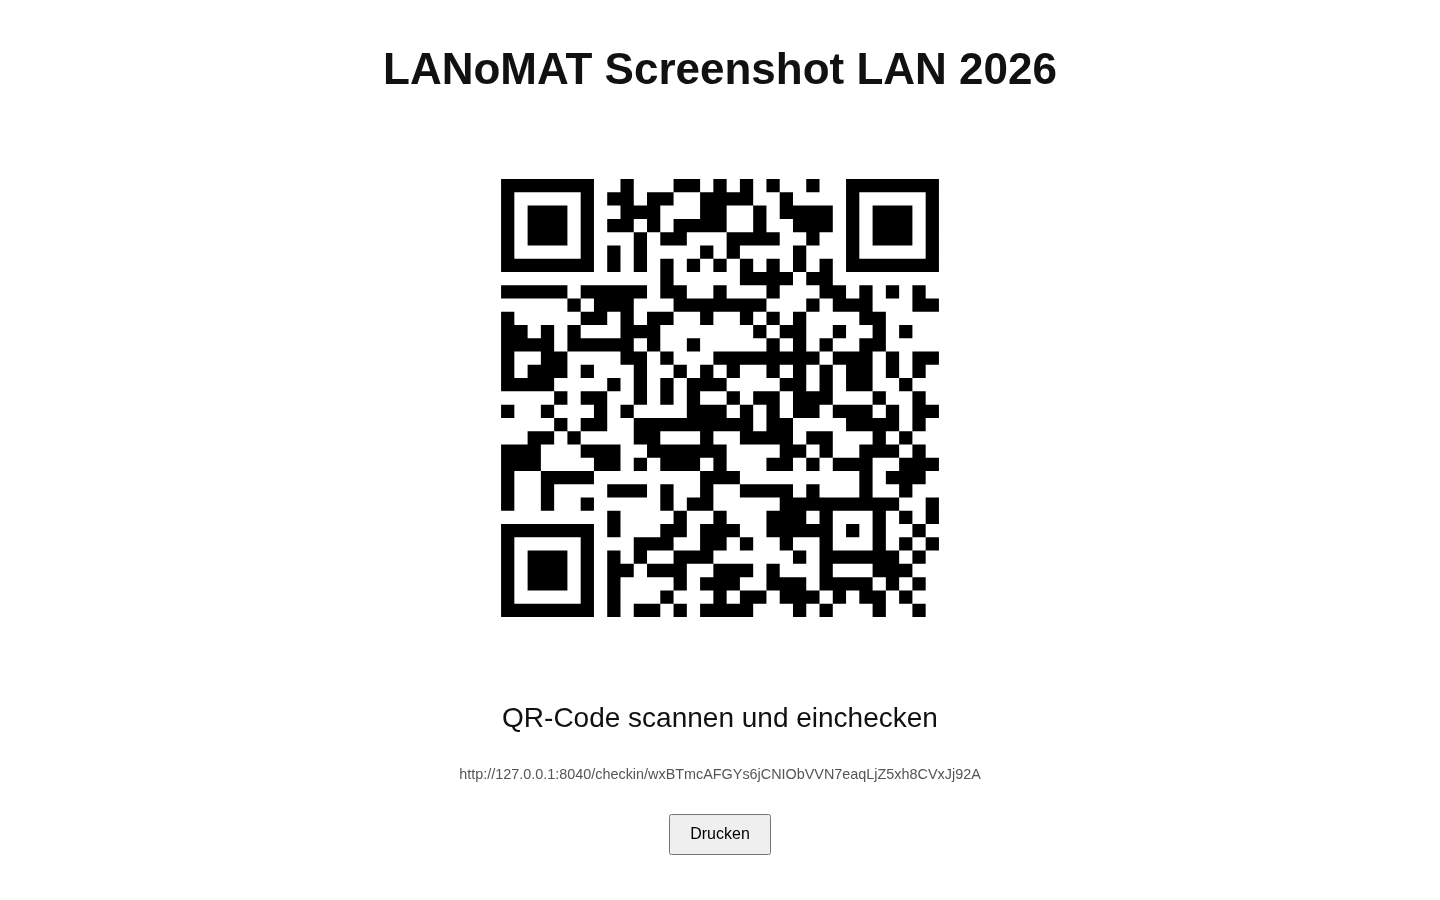 LANoMAT Screenshot LAN 2026
QR-Code scannen und einchecken
http://127.0.0.1:8040/checkin/wxBTmcAFGYs6jCNIObVVN7eaqLjZ5xh8CVxJj92A
Drucken